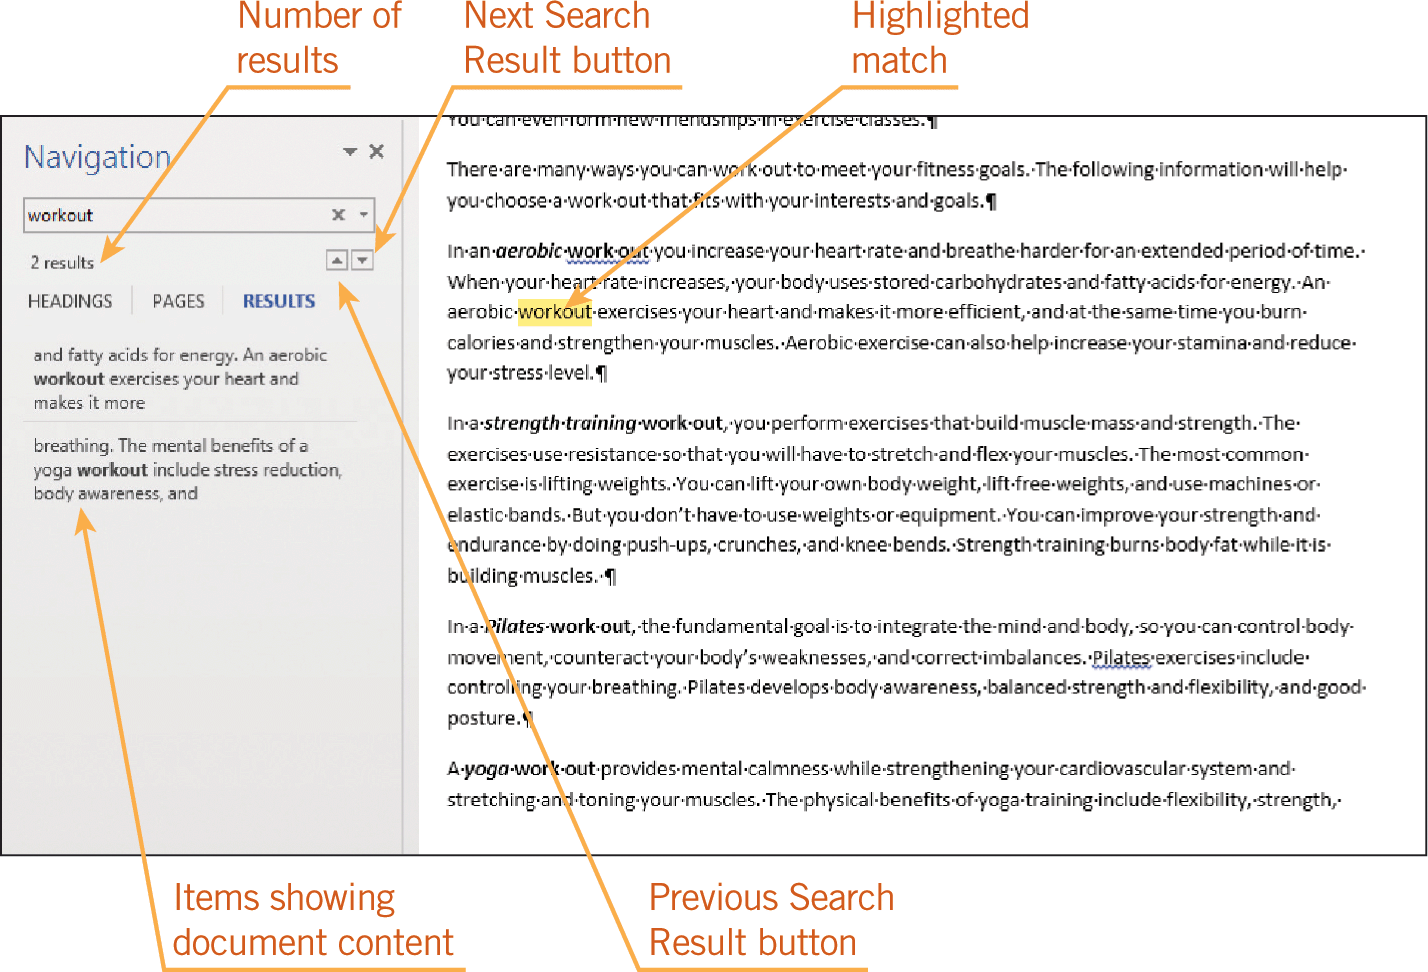 Number of
results
Next Search
Result button
Highlighted
match
Navigation
workout
2 results
HEADINGS PAGES RESULTS
and fatty acids for energy. An aerobic
workout exercises your heart and
makes it more
breathing. The mental benefits of a
yoga workout include stress reduction,
body awareness, and
You·can·even·form·new·friendships·in·exercise·classes.¶
There·are·many·ways·you·can·work·out·to·meet·your·fitness·goals.·The·following·information·will·help·
you·choose·a·work·out·that·fits·with·your·interests·and·goals.¶
In·an·aerobic·work·out·you·increase·your·heart·rate·and·breathe·harder·for·an·extended·period·of·time.·
When·your·heart·rate·increases,·your·body·uses·stored·carbohydrates·and·fatty·acids·for·energy.·An·
aerobic·workout·exercises·your·heart·and·makes·it·more·efficient,·and·at·the·same·time·you·burn·
calories·and·strengthen·your·muscles.·Aerobic·exercise·can·also·help·increase·your·stamina·and·reduce·
your·stress·level.¶
In·a·strength·training·work·out,·you·perform·exercises·that·build·muscle·mass·and·strength.·The·
exercises·use·resistance·so·that·you·will·have·to·stretch·and·flex·your·muscles.·The·most·common·
exercise·is·lifting·weights.·You·can·lift·your·own·body·weight,·lift·free·weights,·and·use·machines·or·
elastic·bands.·But·you·don’t·have·to·use·weights·or·equipment.·You·can·improve·your·strength·and·
endurance·by·doing·push-ups,·crunches,·and·knee·bends.·Strength·training·burns·body·fat·while·it·is·
building·muscles.·¶
In·a·Pilates·work·out,·the·fundamental·goal·is·to·integrate·the·mind·and·body,·so·you·can·control·body·
movement,·counteract·your·body’s·weaknesses,·and·correct·imbalances.·Pilates·exercises·include·
controlling·your·breathing.·Pilates·develops·body·awareness,·balanced·strength·and·flexibility,·and·good·
posture.¶
A·yoga·work·out·provides·mental·calmness·while·strengthening·your·cardiovascular·system·and·
stretching·and·toning·your·muscles.·The·physical·benefits·of·yoga·training·include·flexibility,·strength,·
Items showing
document content
Previous Search
Result button